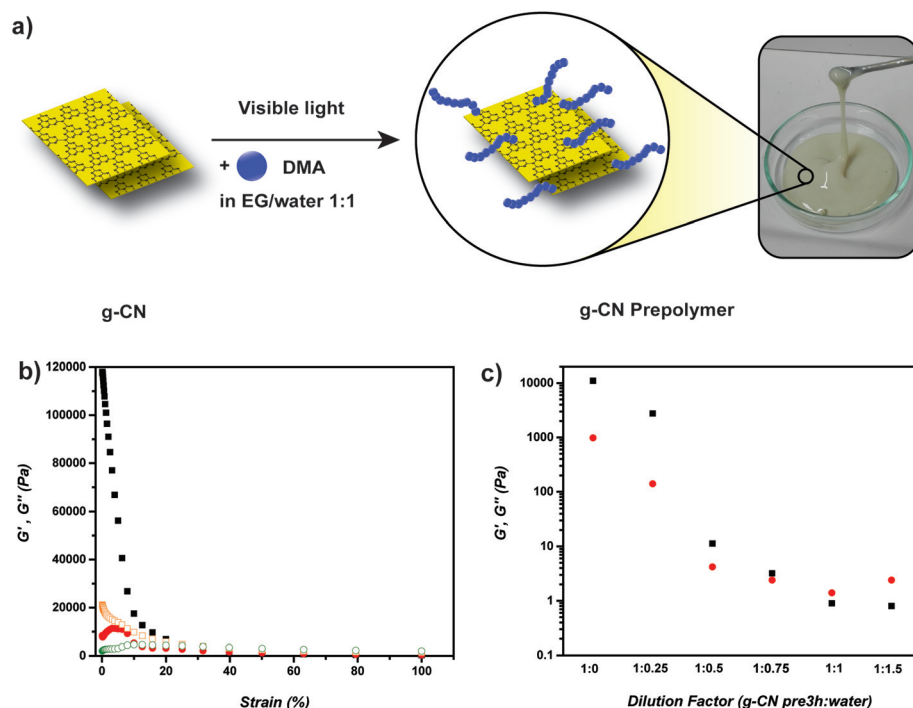 a)
Visible light
+ DMA
in EG/water 1:1
g-CN
g-CN Prepolymer
b)
120000
100000
80000
60000
40000
20000
0
G' , G'' (Pa)
0 20 40 60 80 100
Strain (%)
c)
10000
1000
100
10
1
0.1
G', G'' (Pa)
1:0 1:0.25 1:0.5 1:0.75 1:1 1:1.5
Dilution Factor (g-CN pre3h:water)